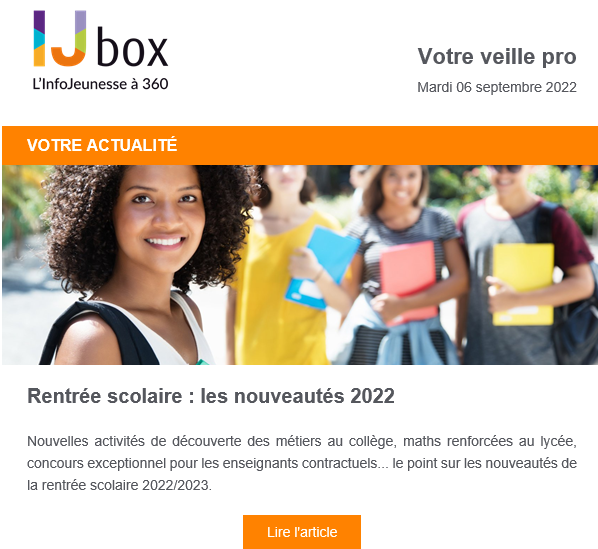 IJ box
L'InfoJeunesse à 360
Votre veille pro
Mardi 06 septembre 2022
VOTRE ACTUALITÉ
Rentrée scolaire : les nouveautés 2022
Nouvelles activités de découverte des métiers au collège, maths renforcées au lycée,
concours exceptionnel pour les enseignants contractuels... le point sur les nouveautés de
la rentrée scolaire 2022/2023.
Lire l'article